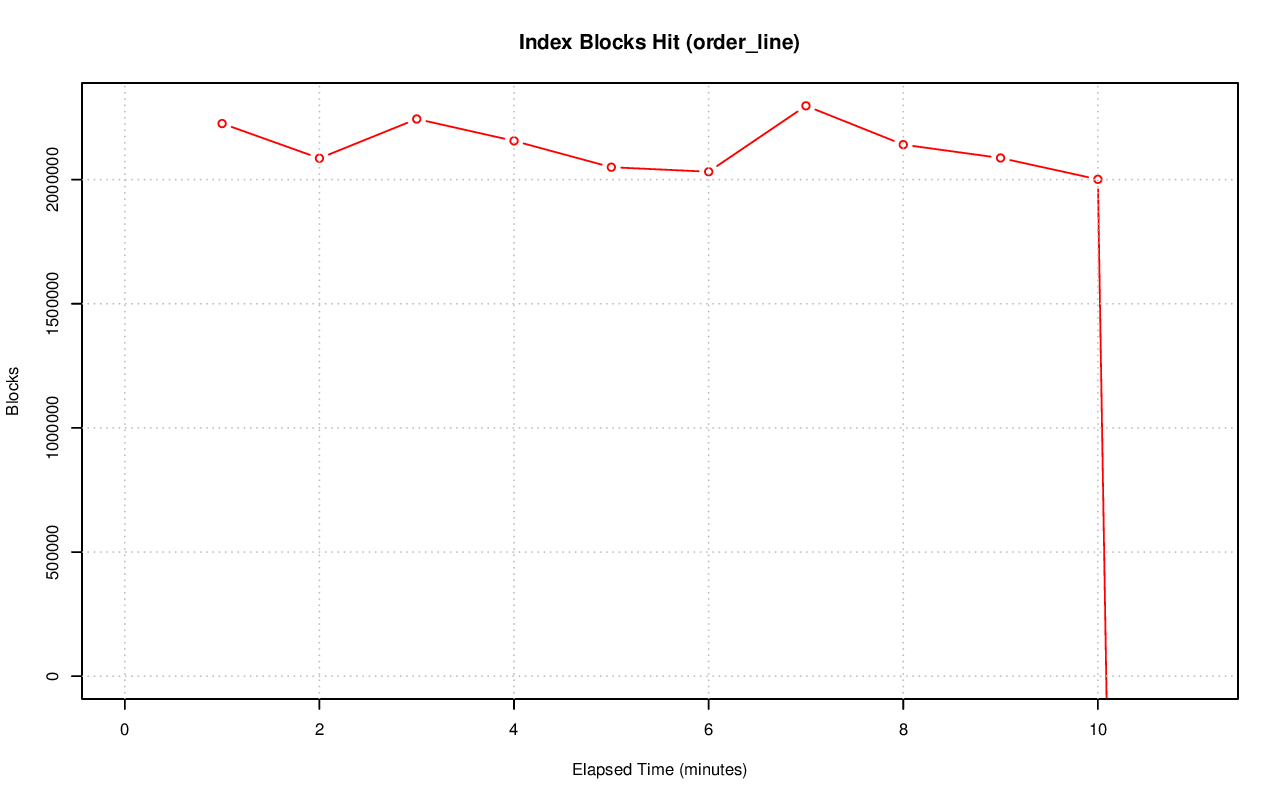 Index Blocks Hit (order_line)
Blocks
2000000
1500000
1000000
500000
0
0 2 4 6 8 10
Elapsed Time (minutes)